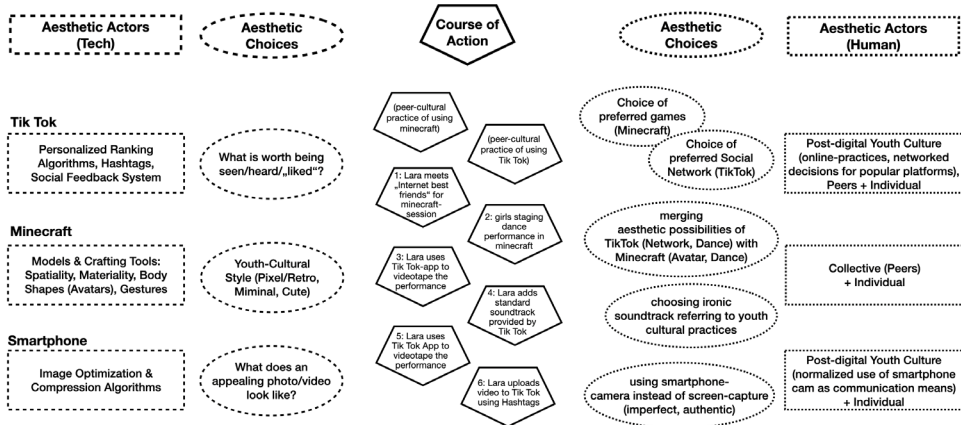 Aesthetic Actors
(Tech)
Aesthetic
Choices
Course of
Action
Aesthetic
Choices
Aesthetic Actors
(Human)
Tik Tok
Personalized Ranking
Algorithms, Hashtags,
Social Feedback System
What is worth being
seen/heard/„liked“?
(peer-cultural
practice of using
minecraft)
(peer-cultural
practice of using
Tik Tok)
Choice of
preferred games
(Minecraft)
Choice of
preferred Social
Network (TikTok)
Post-digital Youth Culture
(online-practices, networked
decisions for popular platforms),
Peers + Individual
1: Lara meets
„Internet best
friends“ for
minecraft-
session
2: girls staging
dance
performance in
minecraft
merging
aesthetic possibilities of
TikTok (Network, Dance) with
Minecraft (Avatar, Dance)
Minecraft
Models & Crafting Tools:
Spatiality, Materiality, Body
Shapes (Avatars), Gestures
Youth-Cultural
Style (Pixel/Retro,
Miminal, Cute)
3: Lara uses
Tik Tok-app to
videotape the
performance
4: Lara adds
standard
soundtrack
provided by
Tik Tok
choosing ironic
soundtrack referring to youth
cultural practices
Collective (Peers)
+ Individual
Smartphone
Image Optimization &
Compression Algorithms
What does an
appealing photo/video
look like?
5: Lara uses
Tik Tok App to
videotape the
performance
6: Lara uploads
video to Tik Tok
using Hashtags
using smartphone-
camera instead of screen-capture
(imperfect, authentic)
Post-digital Youth Culture
(normalized use of smartphone
cam as communication means)
+ Individual